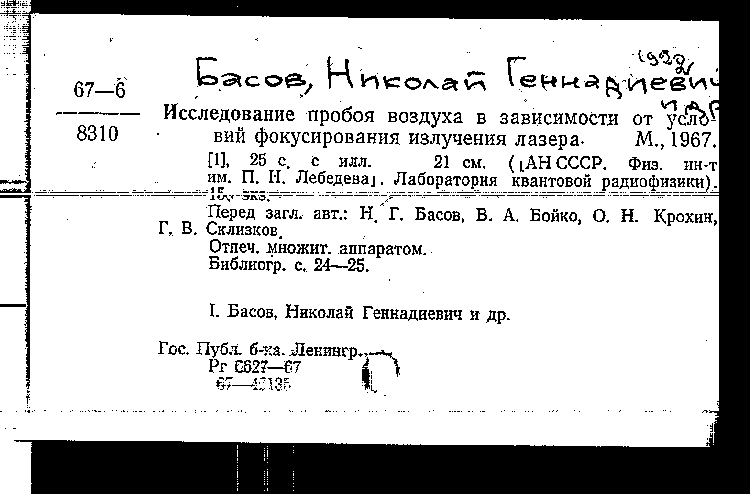 1922
67—6 Басов, Николай Геннадиевич
и др
8310 Исследование пробоя воздуха в зависимости от усло-
вий фокусирования излучения лазера. М., 1967.
[1], 25 с. с илл. 21 см. (АН СССР. Физ. ин-т
им. П. Н. Лебедева]. Лаборатория квантовой радиофизики).
экз.
Перед загл. авт.: Н. Г. Басов, В. А. Бойко, О. Н. Крохин,
Г. В. Склизков.
Отпеч. множит. аппаратом.
Библиогр. с. 24—25.
I. Басов, Николай Геннадиевич и др.
Гос. Публ. б-ка. Ленингр.
Рг 6627—67